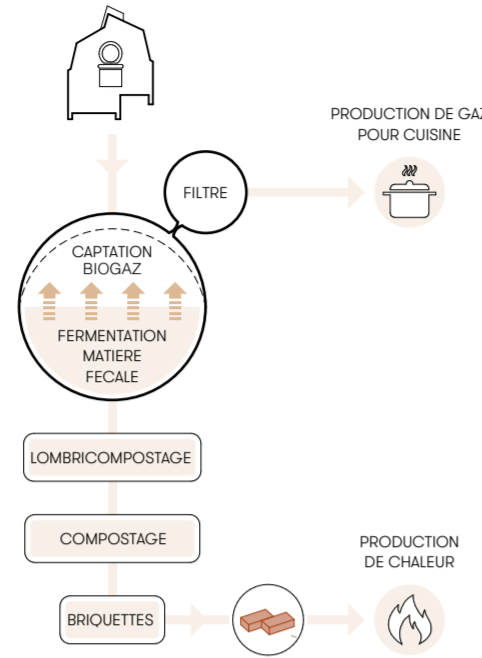 PRODUCTION DE GAZ
POUR CUISINE
FILTRE
CAPTATION
BIOGAZ
FERMENTATION
MATIERE
FECALE
LOMBRICOMPOSTAGE
COMPOSTAGE
PRODUCTION
DE CHALEUR
BRIQUETTES